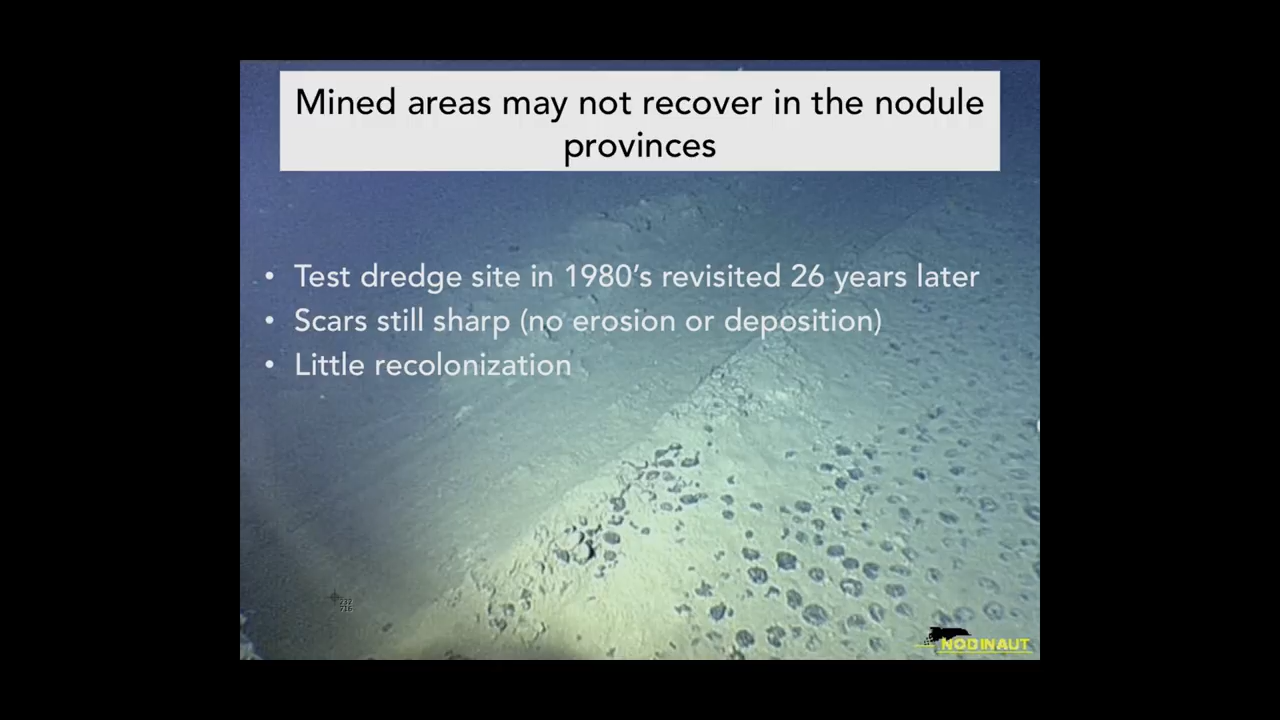 Mined areas may not recover in the nodule
provinces
• Test dredge site in 1980's revisited 26 years later
• Scars still sharp (no erosion or deposition)
• Little recolonization
NODINAUT